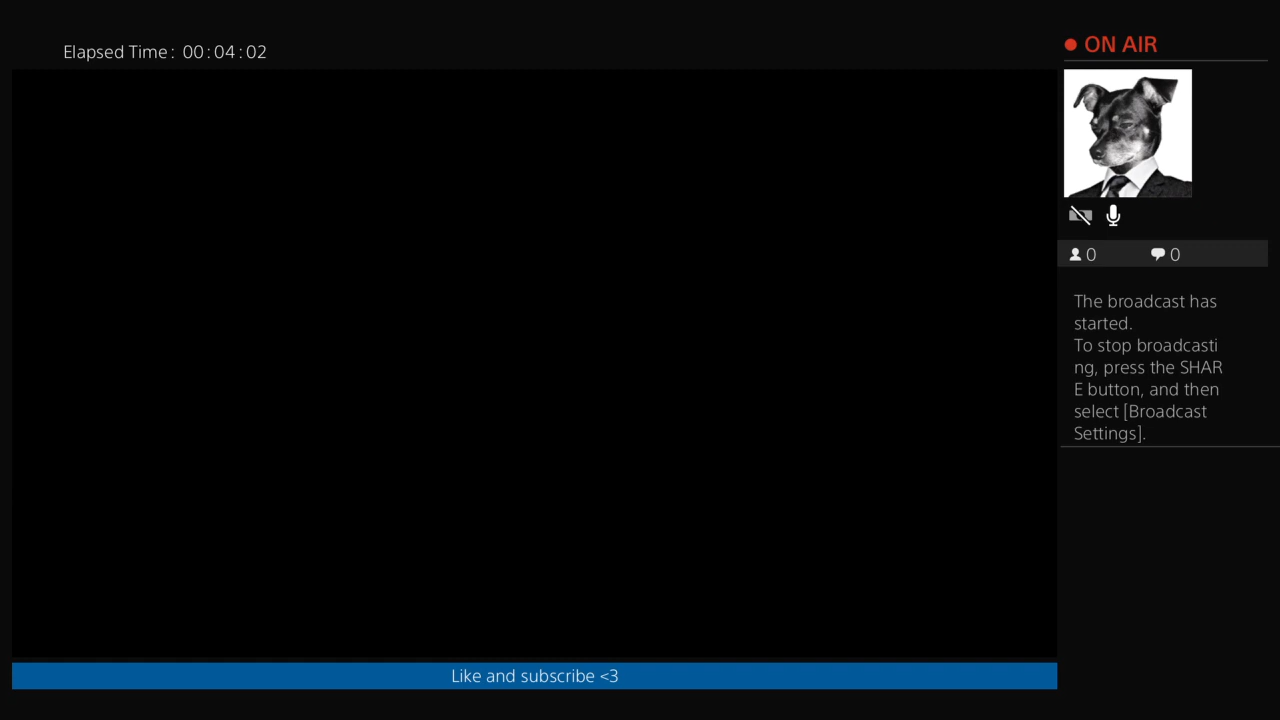 Elapsed Time: 00:04:02
ON AIR
0 0
The broadcast has
started.
To stop broadcasti
ng, press the SHAR
E button, and then
select [Broadcast
Settings].
Like and subscribe <3